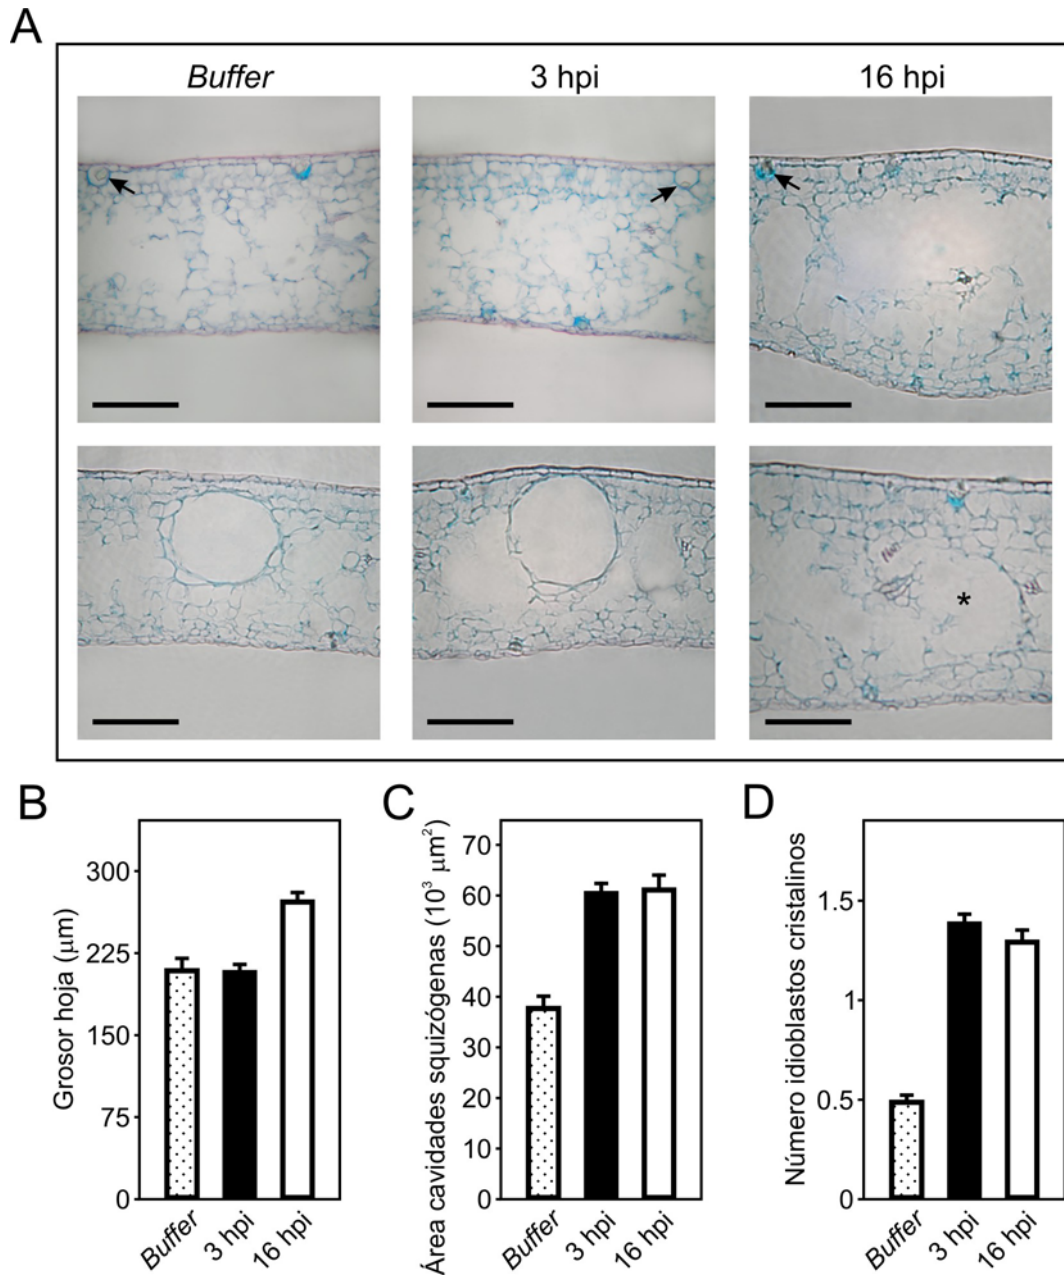 A
Buffer 3 hpi 16 hpi
*
B
Grosor hoja (μm)
300
225
150
75
0
Buffer 3 hpi 16 hpi
C
Área cavidades squizógenas (10³ μm²)
70
60
50
40
30
20
10
0
Buffer 3 hpi 16 hpi
D
Número idioblastos cristalinos
1.5
1
0.5
0
Buffer 3 hpi 16 hpi